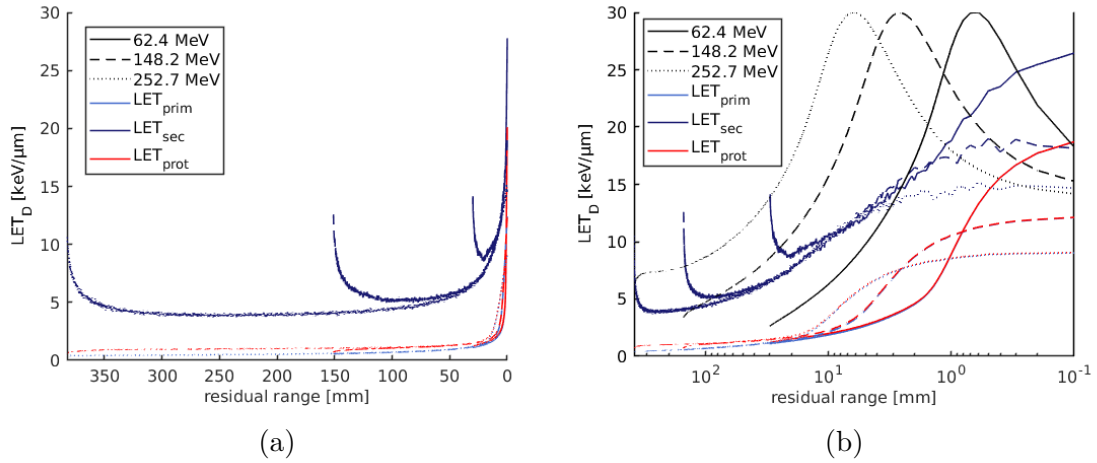 30
25
20
15
10
5
0
LET_D [keV/μm]
62.4 MeV
148.2 MeV
252.7 MeV
LET_prim
LET_sec
LET_prot
350 300 250 200 150 100 50 0
residual range [mm]
(a)
30
25
20
15
10
5
0
LET_D [keV/μm]
62.4 MeV
148.2 MeV
252.7 MeV
LET_prim
LET_sec
LET_prot
10^2 10^1 10^0 10^-1
residual range [mm]
(b)